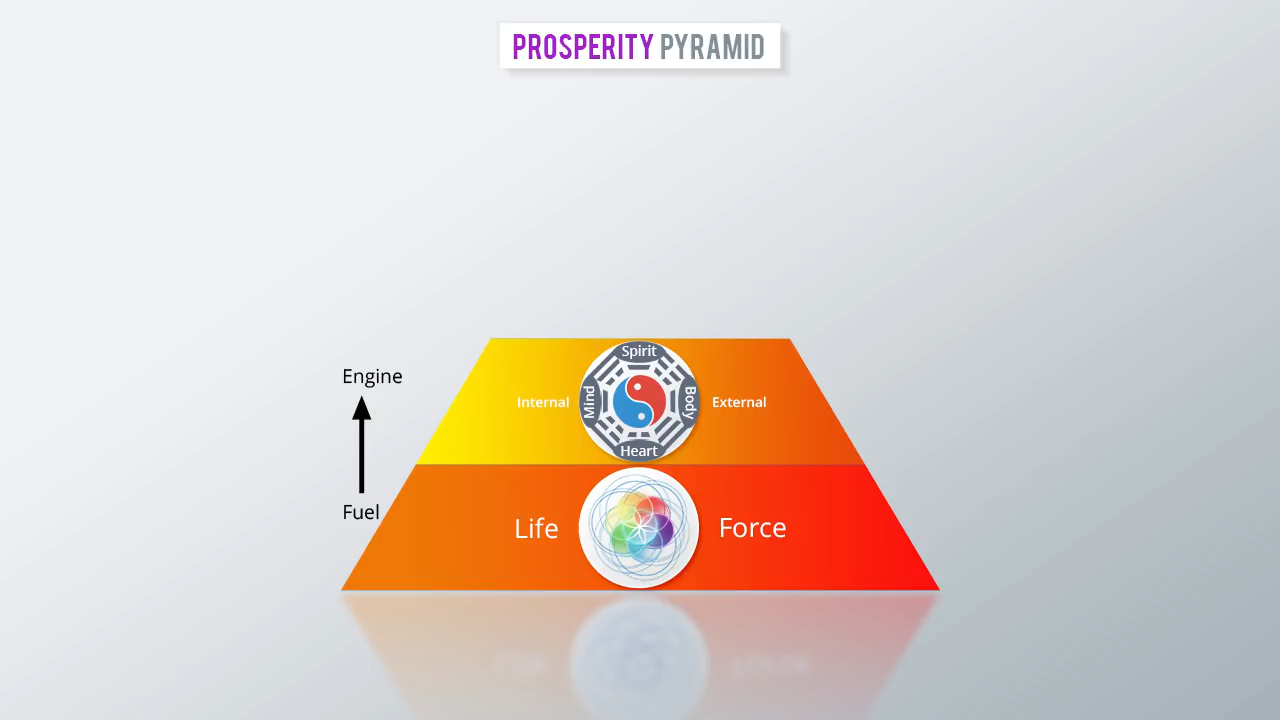 PROSPERITY PYRAMID
Engine
Fuel
Spirit
Internal
Mind
Body
External
Heart
Life
Force